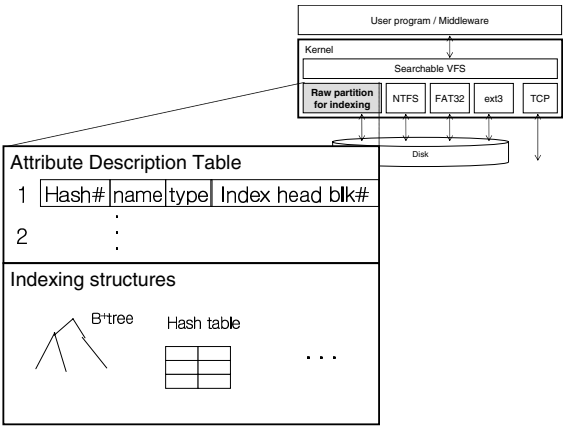 User program / Middleware
Kernel
Searchable VFS
Raw partition
for indexing
NTFS
FAT32
ext3
TCP
Disk
Attribute Description Table
1 Hash# name type Index head blk#
2
Indexing structures
B+tree
Hash table
. . .